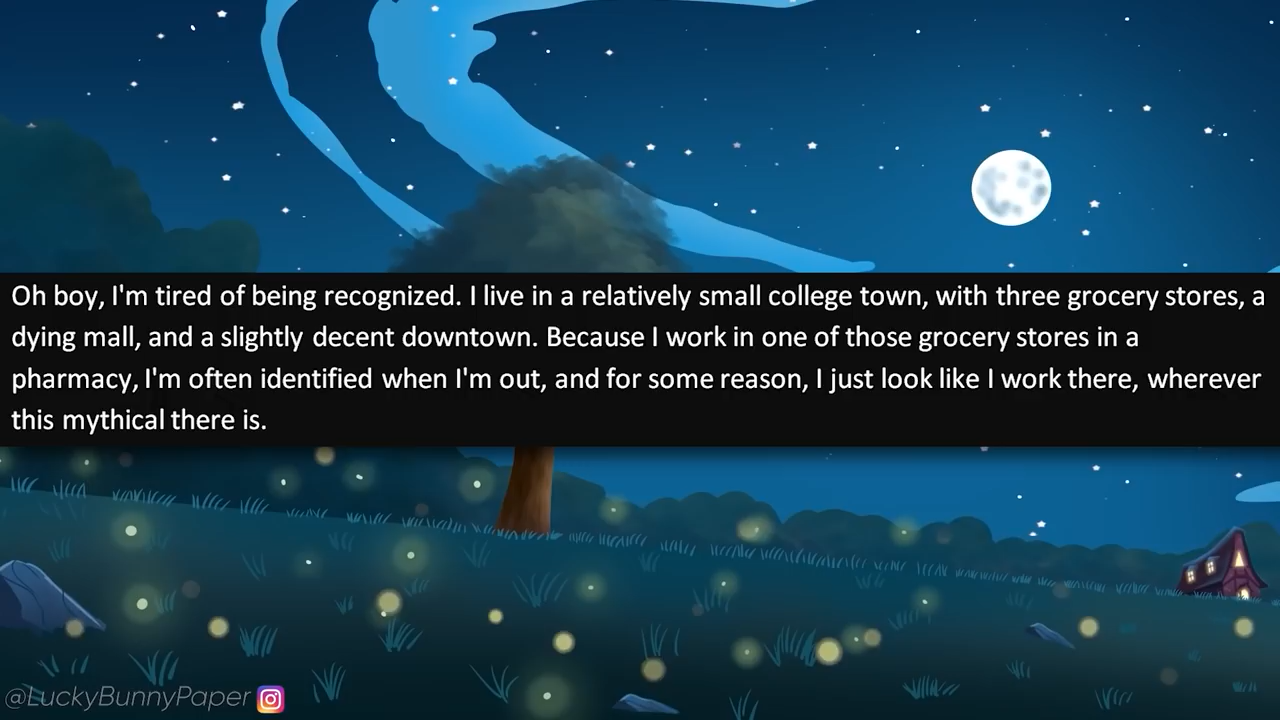 Oh boy, I'm tired of being recognized. I live in a relatively small college town, with three grocery stores, a
dying mall, and a slightly decent downtown. Because I work in one of those grocery stores in a
pharmacy, I'm often identified when I'm out, and for some reason, I just look like I work there, wherever
this mythical there is.
@LuckyBunnyPaper